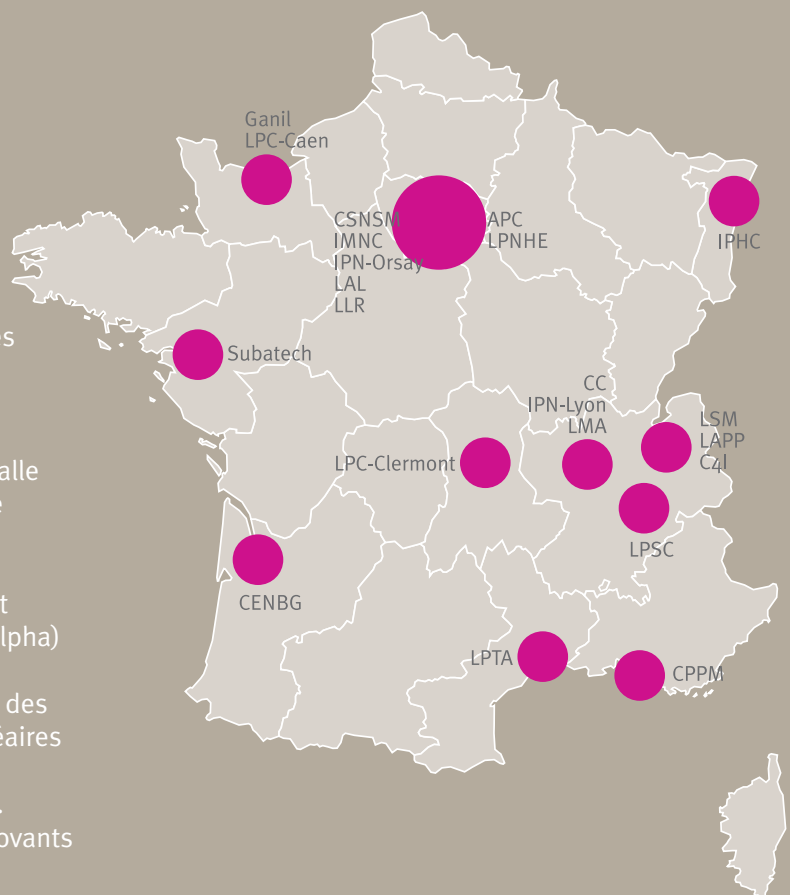 Ganil
LPC-Caen
CSNSM
IMNC
IPN-Orsay
LAL
LLR
APC
LPNHE
IPHC
Subatech
CC
IPN-Lyon
LMA
LSM
LAPP
C4I
LPC-Clermont
LPSC
CENBG
LPTA
CPPM
es
alle
e
t
lpha)
des
éaires
.
ovants